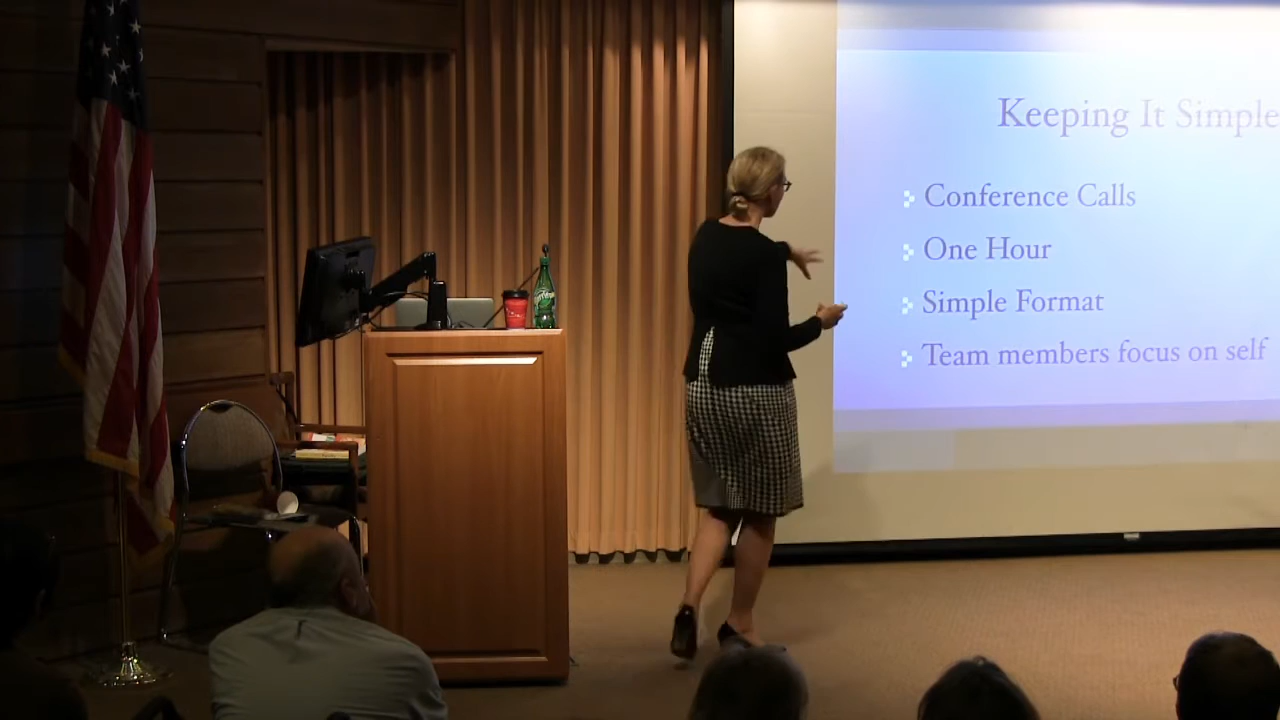 Keeping It Simple
Conference Calls
One Hour
Simple Format
Team members focus on self